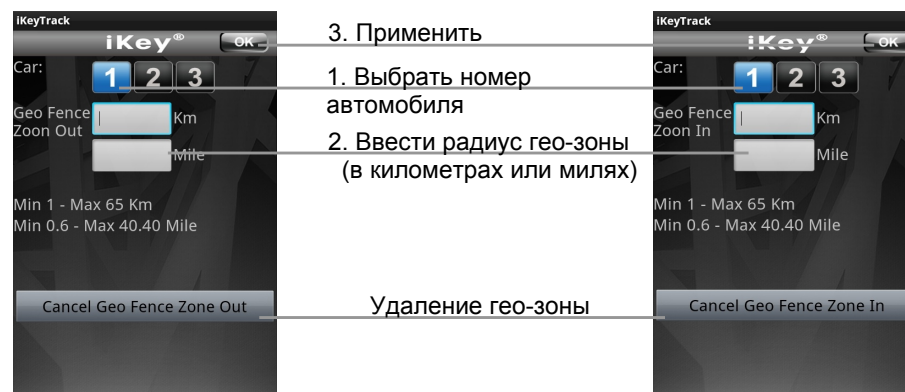 iKeyTrack
iKey®
OK
Car:
1 2 3
Geo Fence
Zoon Out
Km
Mile
Min 1 - Max 65 Km
Min 0.6 - Max 40.40 Mile
Cancel Geo Fence Zone Out
3. Применить
1. Выбрать номер
автомобиля
2. Ввести радиус гео-зоны
(в километрах или милях)
Удаление гео-зоны
iKeyTrack
iKey®
OK
Car:
1 2 3
Geo Fence
Zoon In
Km
Mile
Min 1 - Max 65 Km
Min 0.6 - Max 40.40 Mile
Cancel Geo Fence Zone In